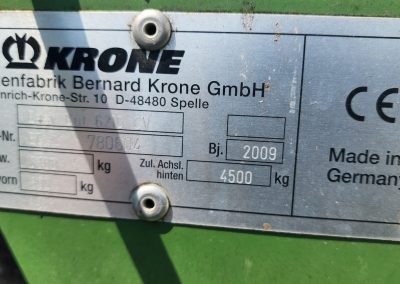 KRONE
enfabrik Bernard Krone GmbH
nrich-Krone-Str. 10 D-48480 Spelle
-Nr. Bj. 2009
w. kg Zul. Achsl. hinten 4500 kg
vorn kg
CE
Made in
Germany